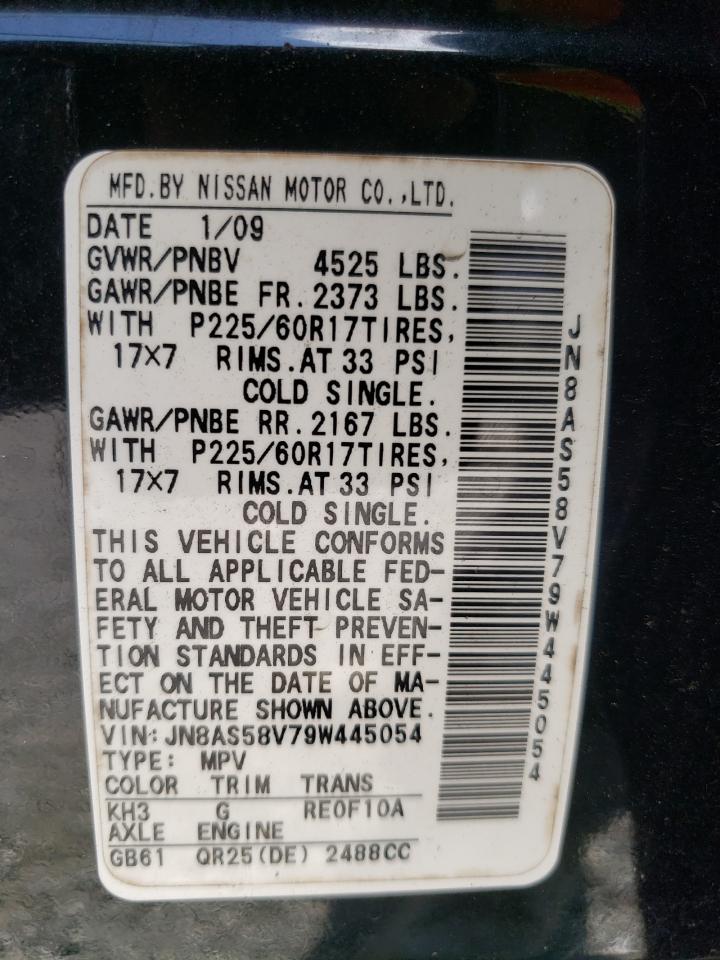 MFD.BY NISSAN MOTOR CO.,LTD.
DATE 1/09
GVWR/PNBV 4525 LBS.
GAWR/PNBE FR.2373 LBS.
WITH P225/60R17TIRES,
17X7 RIMS.AT 33 PSI
COLD SINGLE.
GAWR/PNBE RR.2167 LBS.
WITH P225/60R17TIRES,
17X7 RIMS.AT 33 PSI
COLD SINGLE.
THIS VEHICLE CONFORMS
TO ALL APPLICABLE FED-
ERAL MOTOR VEHICLE SA-
FETY AND THEFT PREVEN-
TION STANDARDS IN EFF-
ECT ON THE DATE OF MA-
NUFACTURE SHOWN ABOVE.
VIN: JN8AS58V79W445054
TYPE: MPV
COLOR TRIM TRANS
KH3 G RE0F10A
AXLE ENGINE
GB61 QR25(DE) 2488CC
JN8AS58V79W445054